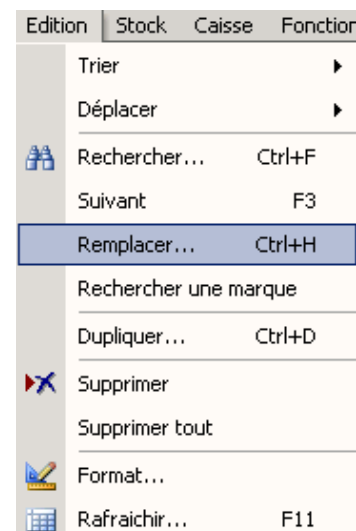 Edition Stock Caisse Fonction
Trier
Déplacer
Rechercher... Ctrl+F
Suivant F3
Remplacer... Ctrl+H
Rechercher une marque
Dupliquer... Ctrl+D
Supprimer
Supprimer tout
Format...
Rafraichir... F11